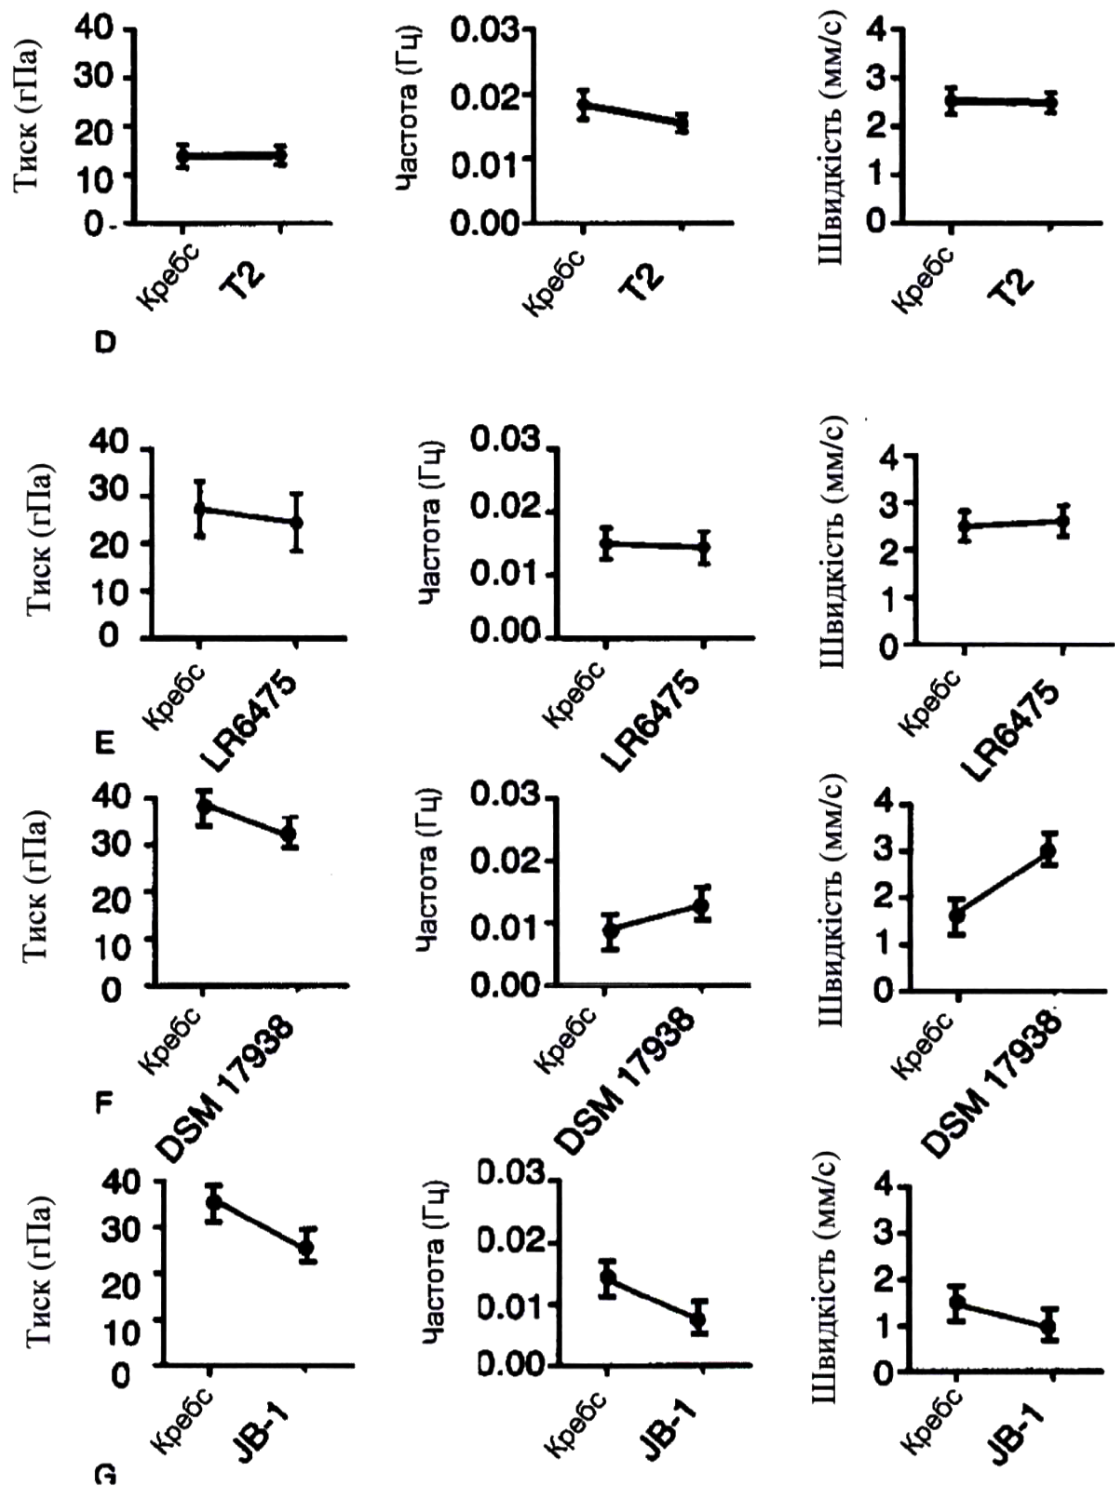 Тиск (гПа)
40
30
20
10
0
Кребс
T2
Частота (Гц)
0.03
0.02
0.01
0.00
Кребс
T2
Швидкість (мм/с)
4
3
2
1
0
Кребс
T2
D
Тиск (гПа)
40
30
20
10
0
Кребс
LR6475
Частота (Гц)
0.03
0.02
0.01
0.00
Кребс
LR6475
Швидкість (мм/с)
4
3
2
1
0
Кребс
LR6475
E
Тиск (гПа)
40
30
20
10
0
Кребс
DSM 17938
Частота (Гц)
0.03
0.02
0.01
0.00
Кребс
DSM 17938
Швидкість (мм/с)
4
3
2
1
0
Кребс
DSM 17938
F
Тиск (гПа)
40
30
20
10
0
Кребс
JB-1
Частота (Гц)
0.03
0.02
0.01
0.00
Кребс
JB-1
Швидкість (мм/с)
4
3
2
1
0
Кребс
JB-1
G